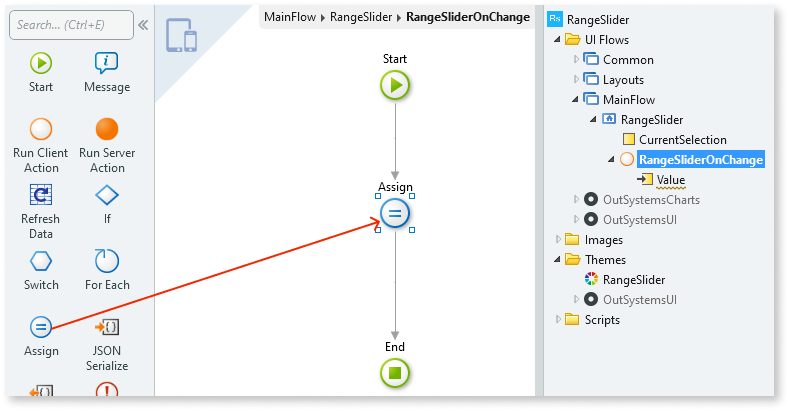 Search... (Ctrl+E)
Start
Message
Run Client
Action
Run Server
Action
Refresh
Data
If
Switch
For Each
Assign
JSON
Serialize
MainFlow RangeSlider RangeSliderOnChange
Start
Assign
End
Rs RangeSlider
UI Flows
Common
Layouts
MainFlow
RangeSlider
CurrentSelection
RangeSliderOnChange
Value
OutSystemsCharts
OutSystemsUI
Images
Themes
RangeSlider
OutSystemsUI
Scripts